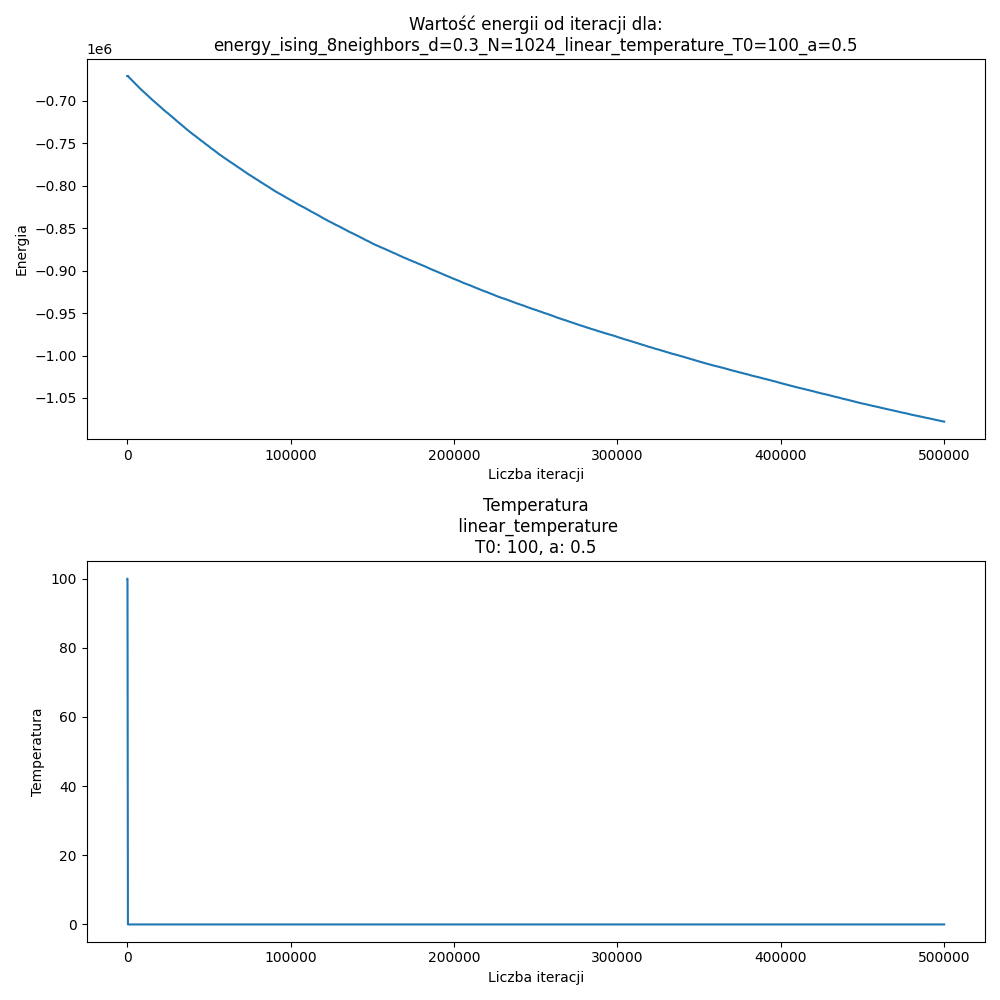 Wartość energii od iteracji dla:
energy_ising_8neighbors_d=0.3_N=1024_linear_temperature_T0=100_a=0.5
1e6
−0.70
−0.75
−0.80
−0.85
−0.90
−0.95
−1.00
−1.05
Energia
0 100000 200000 300000 400000 500000
Liczba iteracji
Temperatura
linear_temperature
T0: 100, a: 0.5
100
80
60
40
20
0
Temperatura
0 100000 200000 300000 400000 500000
Liczba iteracji